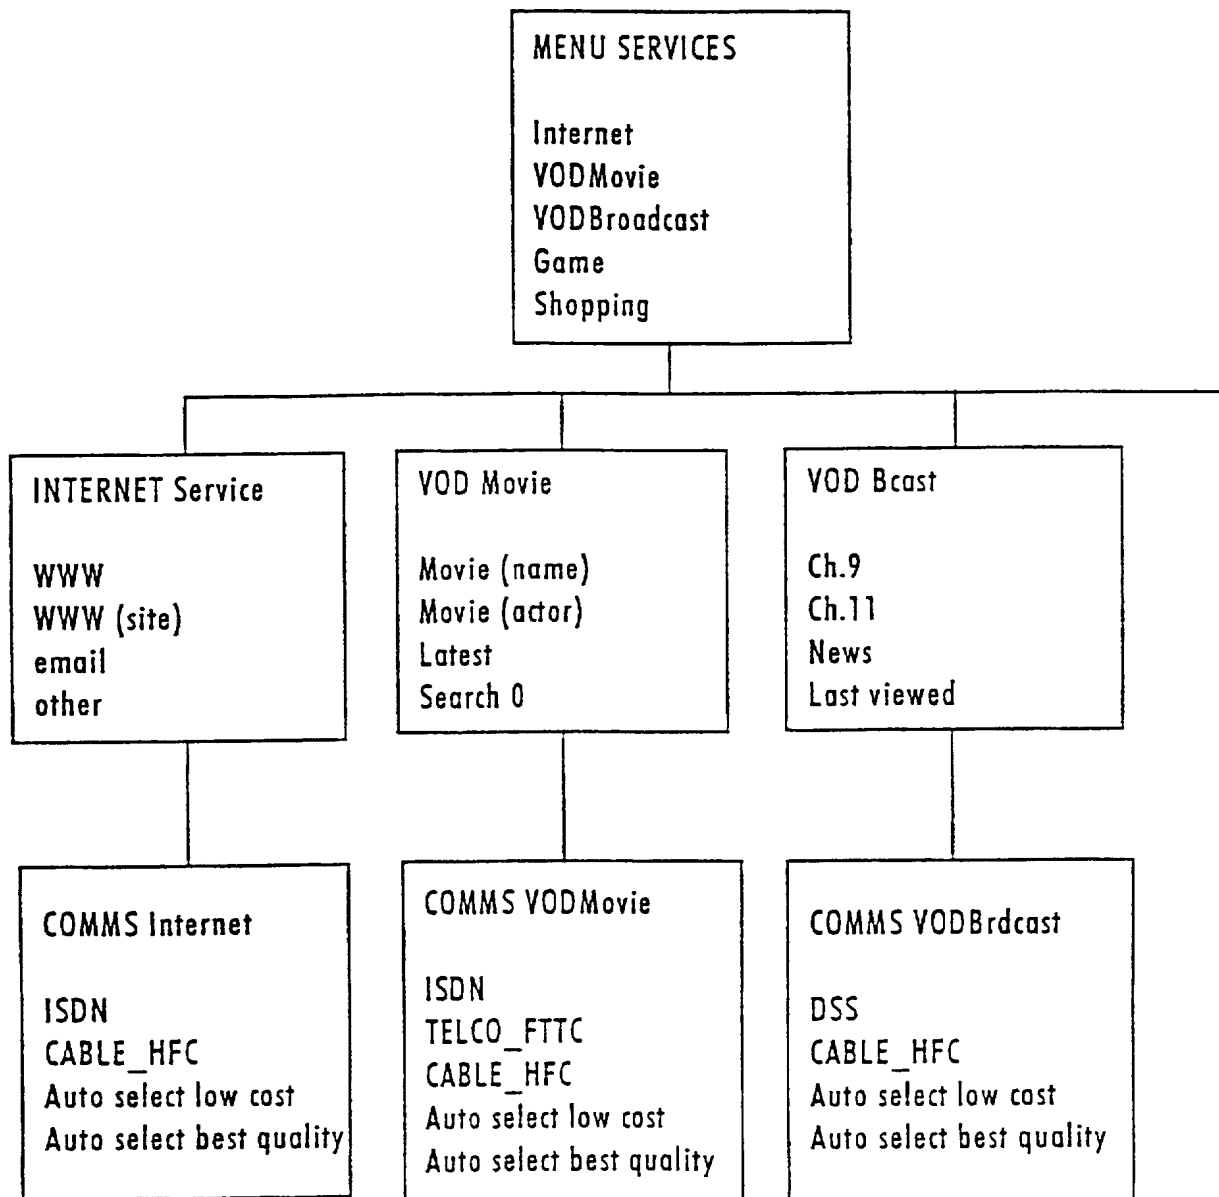 MENU SERVICES
Internet
VODMovie
VODBroadcast
Game
Shopping
INTERNET Service
WWW
WWW (site)
email
other
VOD Movie
Movie (name)
Movie (actor)
Latest
Search 0
VOD Bcast
Ch.9
Ch.11
News
Last viewed
COMMS Internet
ISDN
CABLE_HFC
Auto select low cost
Auto select best quality
COMMS VODMovie
ISDN
TELCO_FTTC
CABLE_HFC
Auto select low cost
Auto select best quality
COMMS VODBrdcast
DSS
CABLE_HFC
Auto select low cost
Auto select best quality